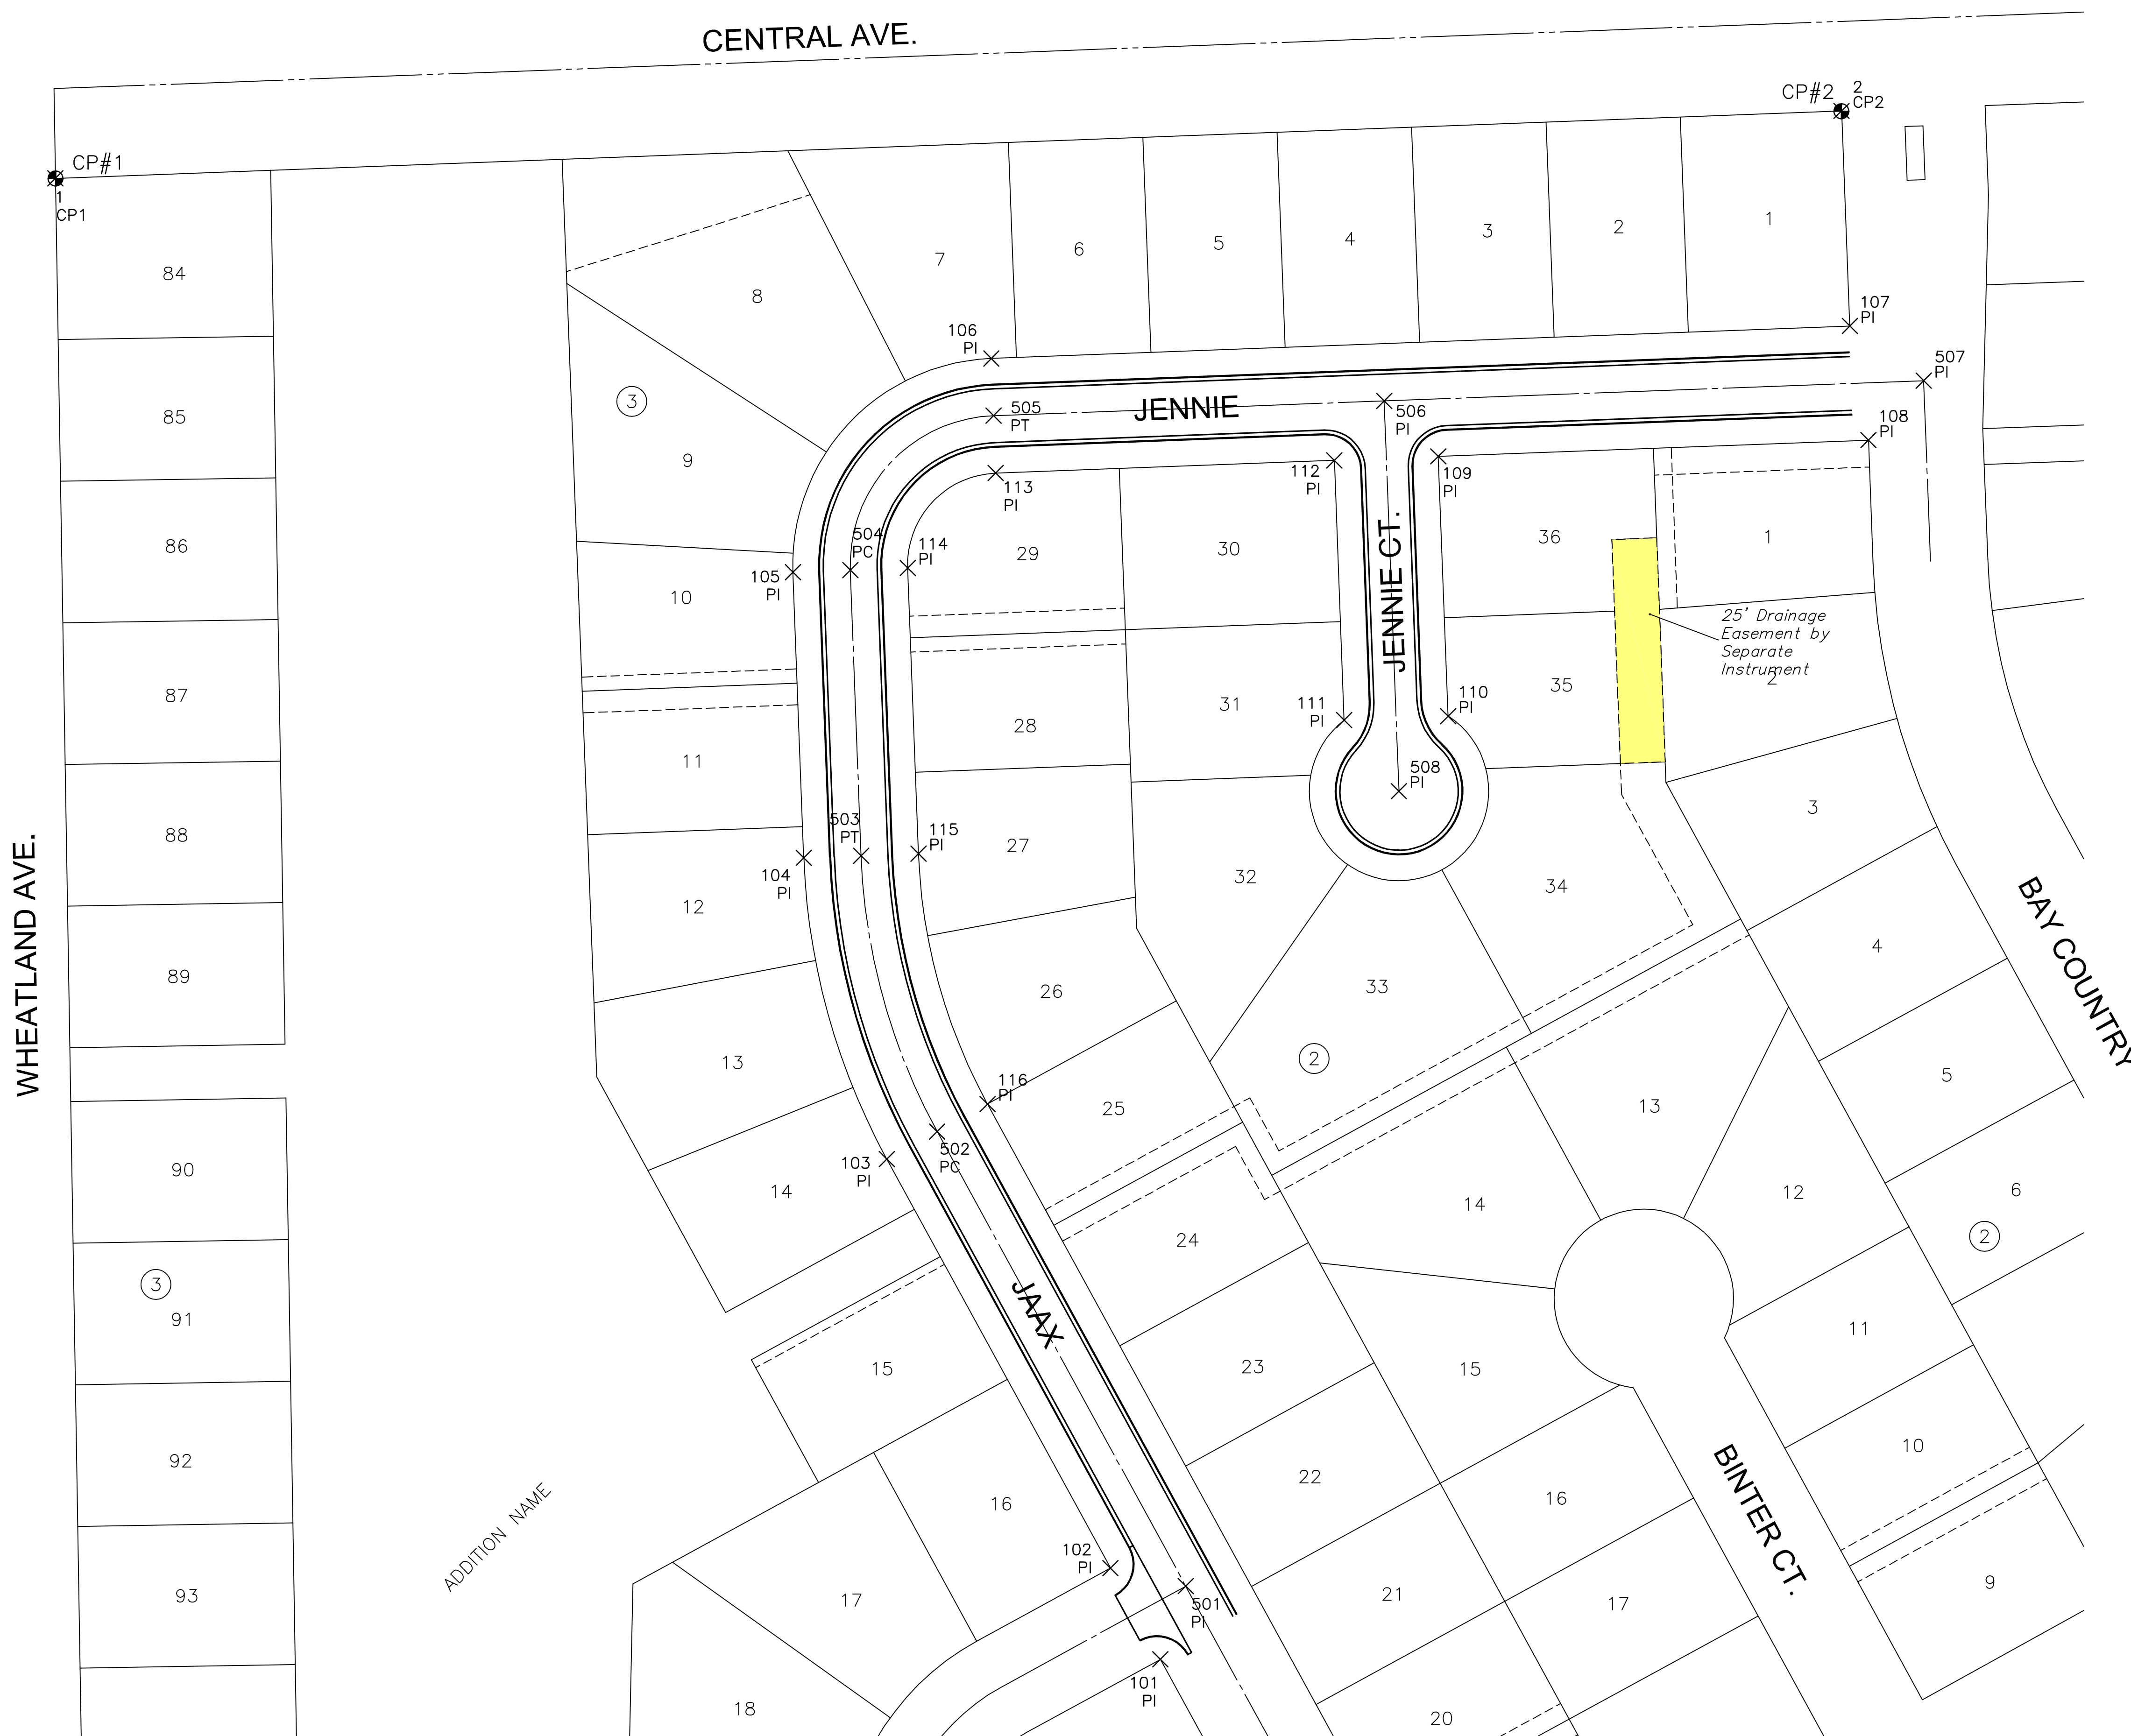 CENTRAL AVE.
CP#2
2
CP2
CP#1
1
CP1
84
85
86
87
88
89
90
3
91
92
93
WHEATLAND AVE.
ADDITION NAME
8
7
6
5
4
3
2
1
3
9
10
11
12
13
14
15
16
17
18
106
PI
107
PI
507
PI
505
PT
JENNIE
506
PI
108
PI
112
PI
109
PI
113
PI
504
PC
114
PI
105
PI
29
30
JENNIE CT.
36
1
25' Drainage
Easement by
Separate
Instrument
2
28
31
111
PI
110
PI
35
508
PI
503
PT
115
PI
104
PI
27
32
34
3
26
33
2
4
BAY COUNTRY
116
PI
25
13
5
502
PC
103
PI
24
14
12
6
2
JAAX
23
15
11
22
16
10
BINTER CT.
102
PI
501
PI
21
17
9
101
PI
20